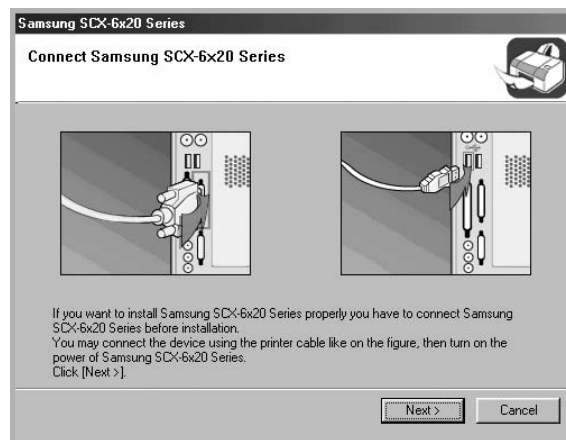 Samsung SCX-6x20 Series
Connect Samsung SCX-6x20 Series
If you want to install Samsung SCX-6x20 Series properly you have to connect Samsung
SCX-6x20 Series before installation.
You may connect the device using the printer cable like on the figure, then turn on the
power of Samsung SCX-6x20 Series.
Click [Next >].
Next >
Cancel